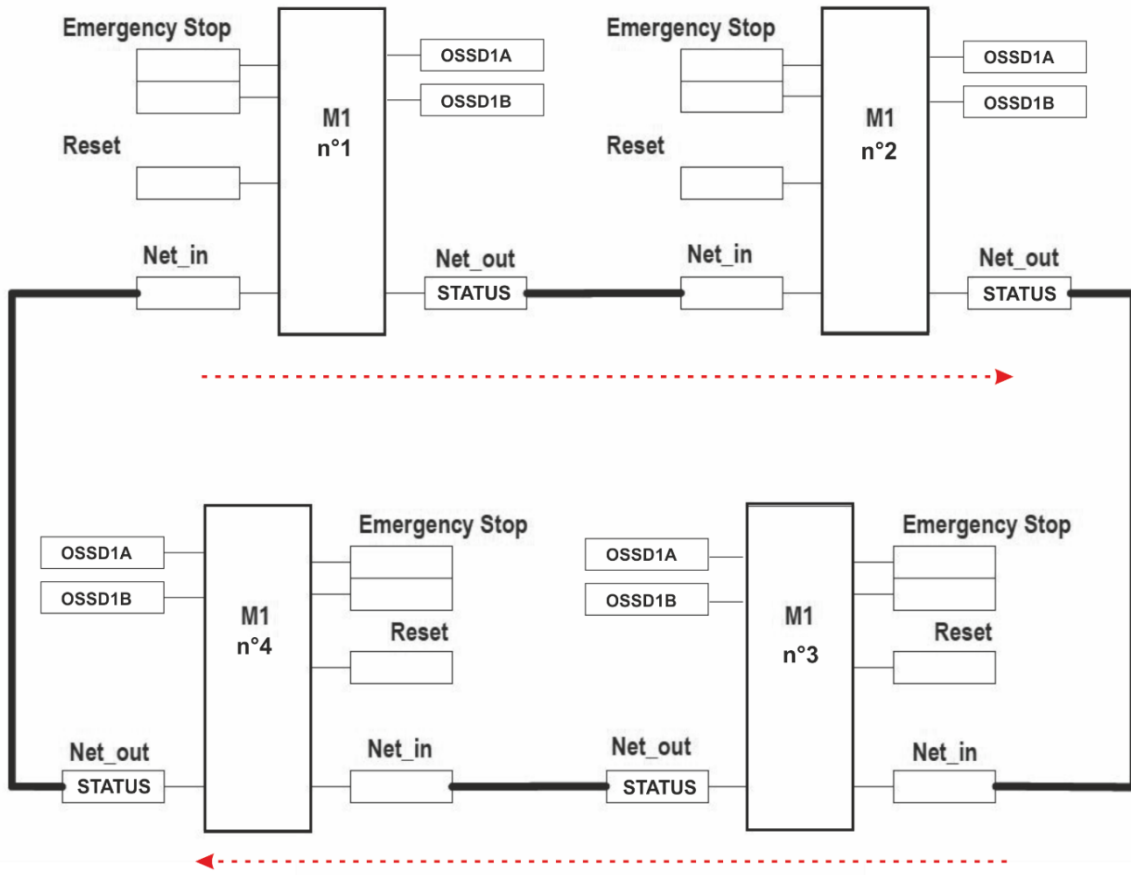 Emergency Stop
OSSD1A
OSSD1B
M1
n°1
Reset
Net_in
Net_out
STATUS
Emergency Stop
OSSD1A
OSSD1B
M1
n°2
Reset
Net_in
Net_out
STATUS
Emergency Stop
OSSD1A
OSSD1B
M1
n°4
Reset
Net_out
STATUS
Net_in
Emergency Stop
OSSD1A
OSSD1B
M1
n°3
Reset
Net_out
STATUS
Net_in